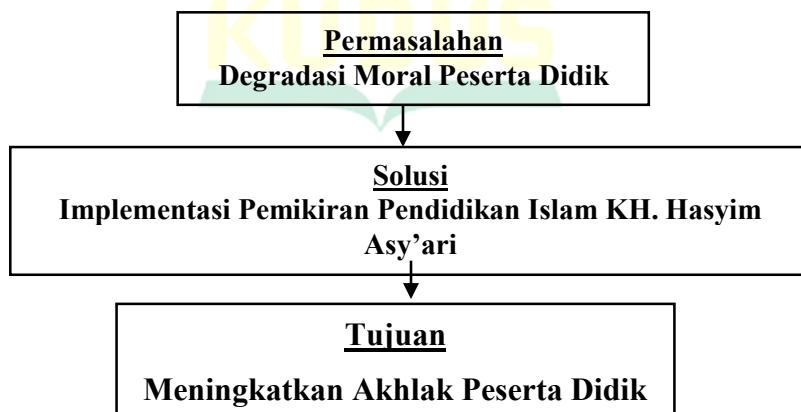 KUDUS
Permasalahan
Degradasi Moral Peserta Didik
Solusi
Implementasi Pemikiran Pendidikan Islam KH. Hasyim
Asy’ari
Tujuan
Meningkatkan Akhlak Peserta Didik